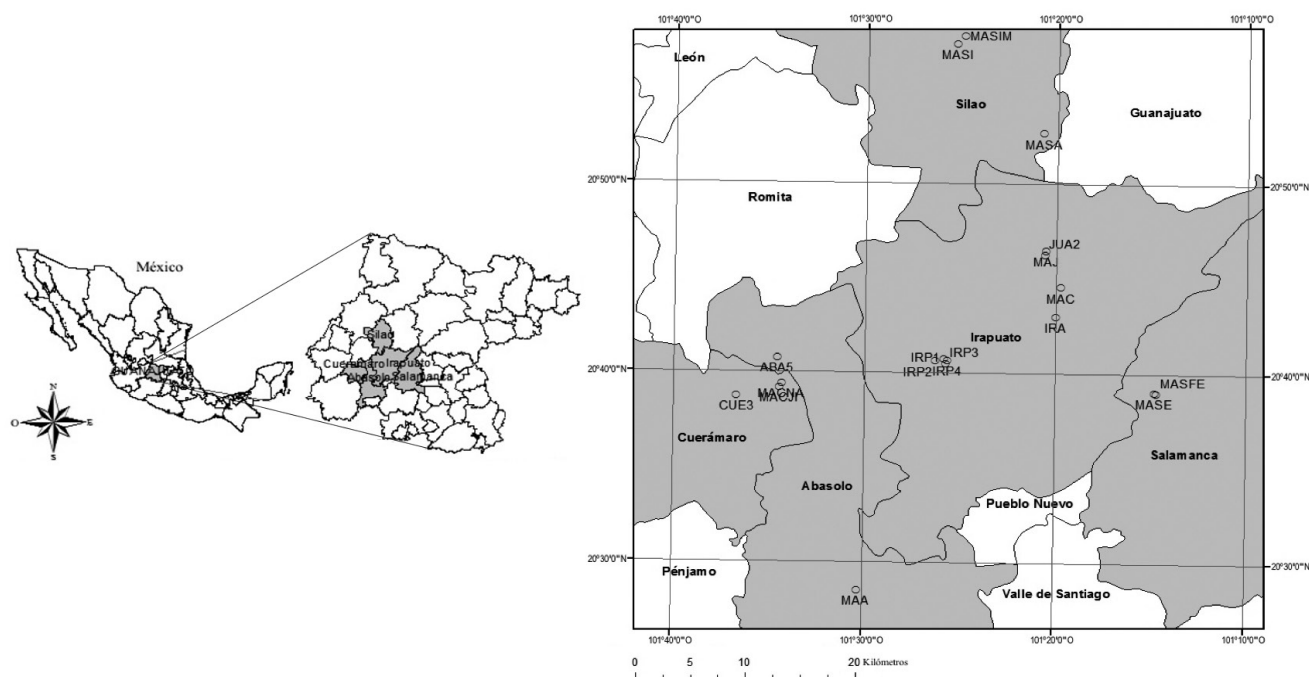 México
Silao
Cuerámaro
Irapuato
Abasolo
Salamanca
N
O
E
S
101°40'0"O
101°30'0"O
101°20'0"O
101°10'0"O
León
MASIM
MASI
Silao
Guanajuato
MASA
20°50'0"N
20°50'0"N
Romita
JUA2
MAJ
MAC
IRA
Irapuato
IRP1
IRP3
IRP2
IRP4
ABA5
20°40'0"N
20°40'0"N
MACNA
MACJI
CUE3
MASFE
MASE
Cuerámaro
Salamanca
Abasolo
Pueblo Nuevo
20°30'0"N
20°30'0"N
Pénjamo
MAA
Valle de Santiago
101°40'0"O
101°30'0"O
101°20'0"O
101°10'0"O
0 5 10 20 Kilómetros